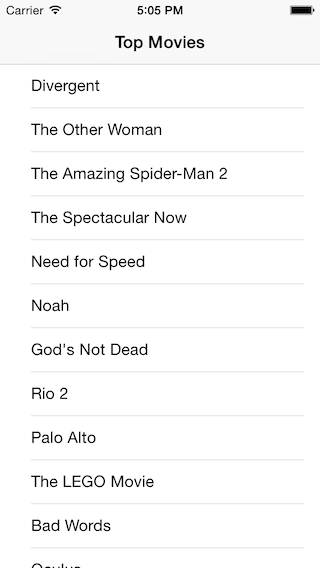 Carrier 5:05 PM
Top Movies
Divergent
The Other Woman
The Amazing Spider-Man 2
The Spectacular Now
Need for Speed
Noah
God's Not Dead
Rio 2
Palo Alto
The LEGO Movie
Bad Words
Oculus